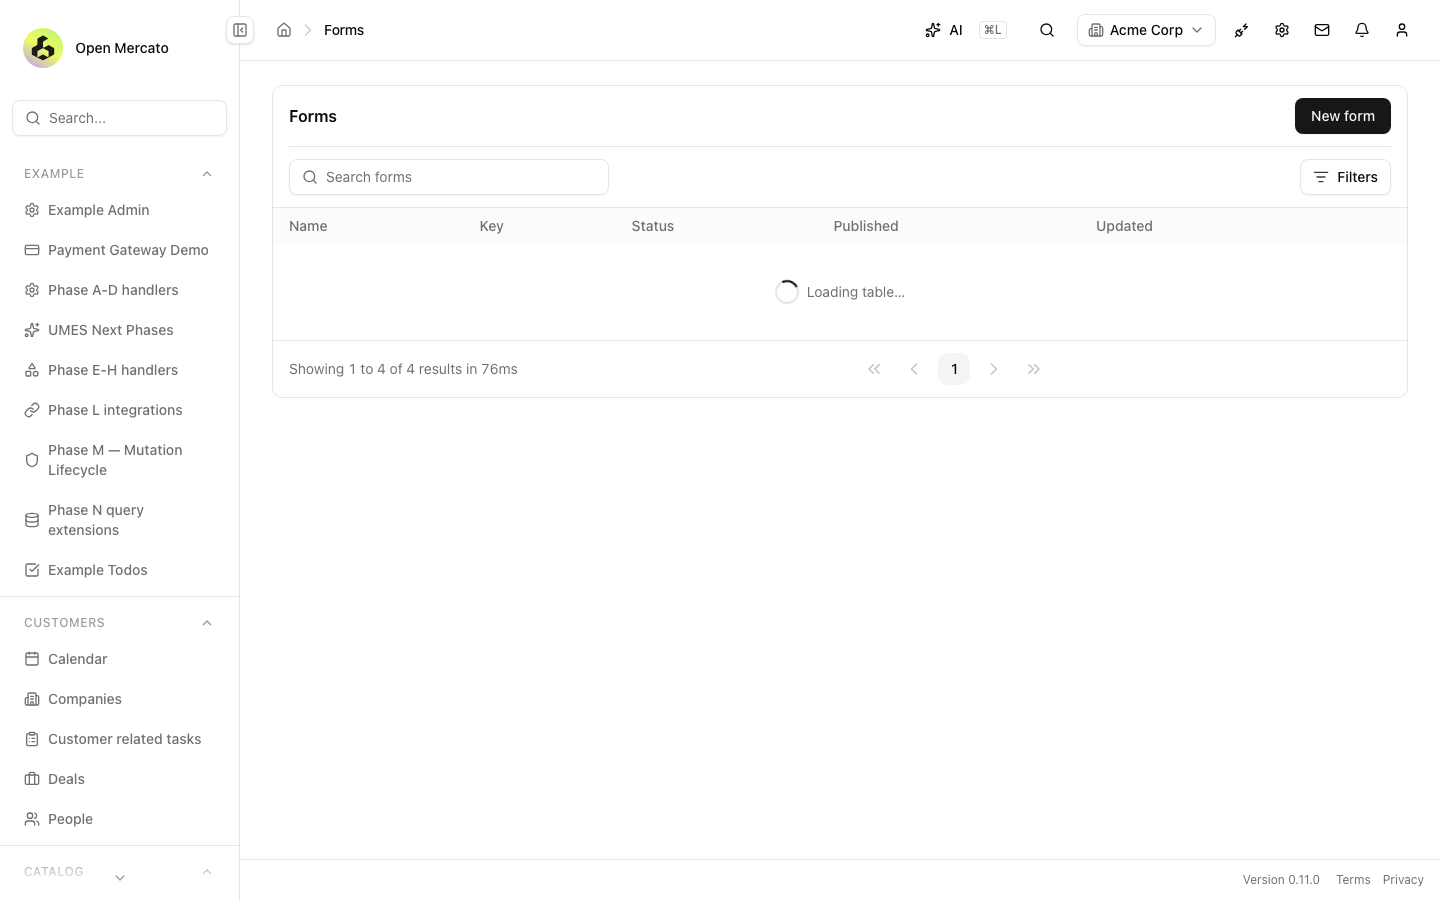 Open Mercato
Search...
EXAMPLE
Example Admin
Payment Gateway Demo
Phase A-D handlers
UMES Next Phases
Phase E-H handlers
Phase L integrations
Phase M — Mutation
Lifecycle
Phase N query
extensions
Example Todos
CUSTOMERS
Calendar
Companies
Customer related tasks
Deals
People
CATALOG
Forms
AI
⌘L
Acme Corp
Forms
New form
Search forms
Filters
Name
Key
Status
Published
Updated
Loading table…
Showing 1 to 4 of 4 results in 76ms
1
Version 0.11.0
Terms
Privacy